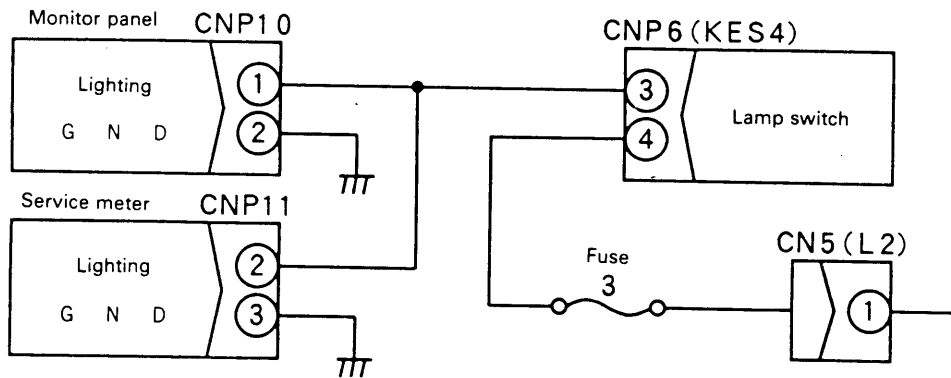 Monitor panel
CNP10
Lighting
1
G N D
2
Service meter
CNP11
Lighting
2
G N D
3
CNP6(KES4)
3
4
Lamp switch
Fuse
3
CN5(L2)
1